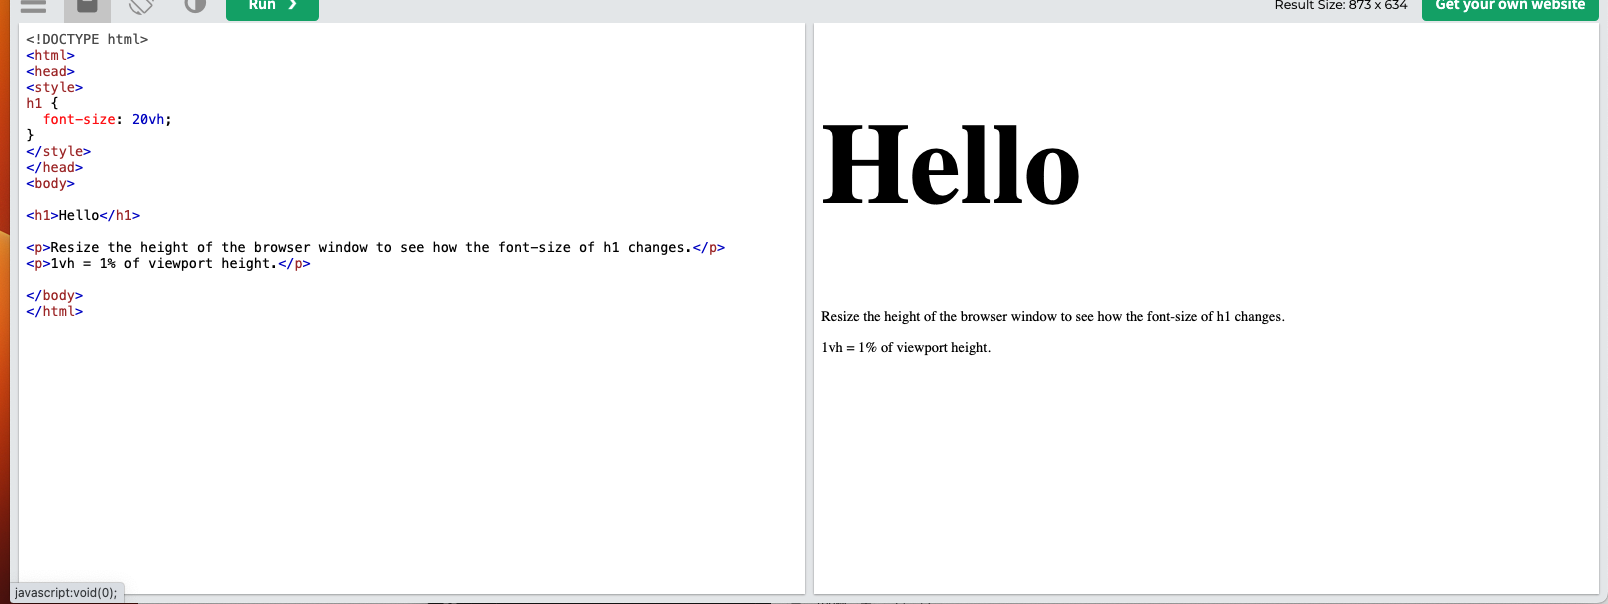 Run ❯
Result Size: 873 x 634
Get your own website
<!DOCTYPE html>
<html>
<head>
<style>
h1 {
  font-size: 20vh;
}
</style>
</head>
<body>
<h1>Hello</h1>
<p>Resize the height of the browser window to see how the font-size of h1 changes.</p>
<p>1vh = 1% of viewport height.</p>
</body>
</html>
Hello
Resize the height of the browser window to see how the font-size of h1 changes.
1vh = 1% of viewport height.
javascript:void(0);